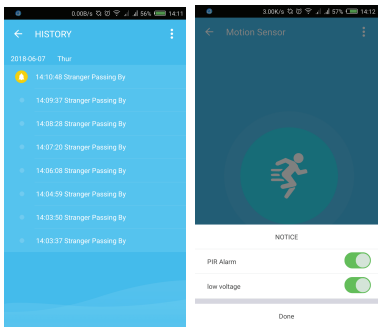 0.00B/s 56% 14:11
HISTORY
2018-06-07 Thur
14:10:48 Stranger Passing By
14:09:37 Stranger Passing By
14:08:28 Stranger Passing By
14:07:20 Stranger Passing By
14:06:08 Stranger Passing By
14:04:59 Stranger Passing By
14:03:50 Stranger Passing By
14:03:37 Stranger Passing By
3.00K/s 57% 14:12
Motion Sensor
NOTICE
PIR Alarm
low voltage
Done